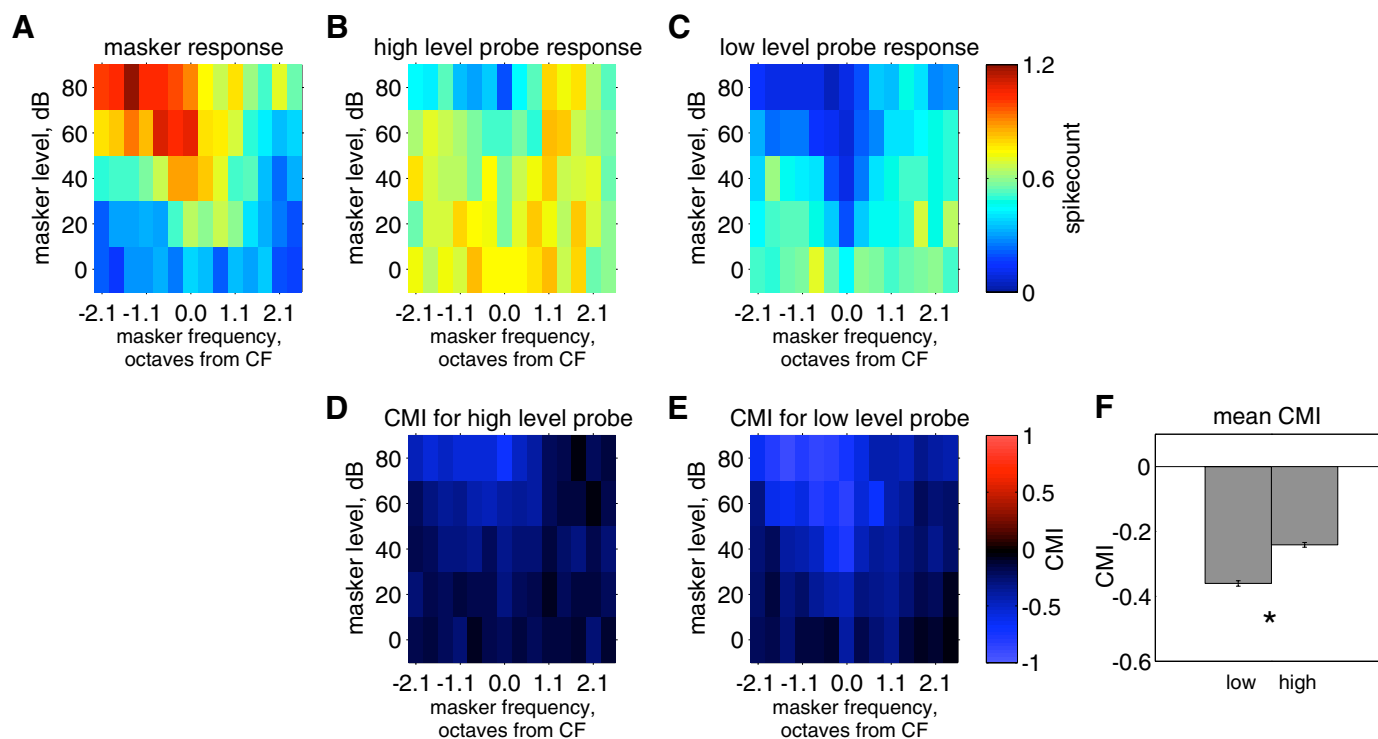 A
masker response
masker level, dB
80
60
40
20
0
-2.1 -1.1 0.0 1.1 2.1
masker frequency,
octaves from CF
B
high level probe response
masker level, dB
80
60
40
20
0
-2.1 -1.1 0.0 1.1 2.1
masker frequency,
octaves from CF
C
low level probe response
masker level, dB
80
60
40
20
0
-2.1 -1.1 0.0 1.1 2.1
masker frequency,
octaves from CF
1.2
0.6
0
spikecount
D
CMI for high level probe
masker level, dB
80
60
40
20
0
-2.1 -1.1 0.0 1.1 2.1
masker frequency,
octaves from CF
E
CMI for low level probe
masker level, dB
80
60
40
20
0
-2.1 -1.1 0.0 1.1 2.1
masker frequency,
octaves from CF
1
0.5
0
-0.5
-1
CMI
F
mean CMI
CMI
0
-0.2
-0.4
-0.6
*
low high